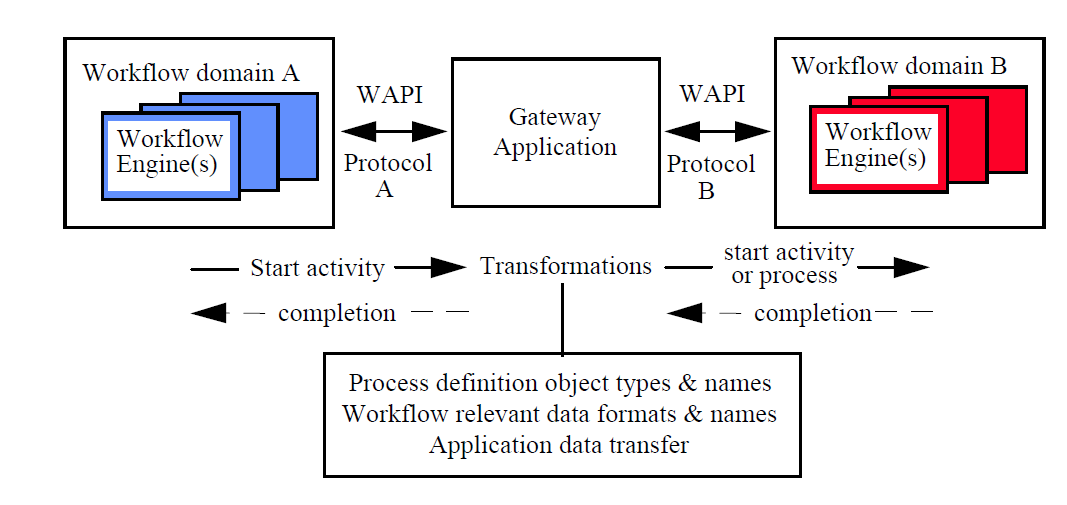 Workflow domain A
Workflow
Engine(s)
WAPI
Protocol
A
Gateway
Application
WAPI
Protocol
B
Workflow domain B
Workflow
Engine(s)
Start activity
Transformations
start activity
or process
completion
completion
Process definition object types & names
Workflow relevant data formats & names
Application data transfer